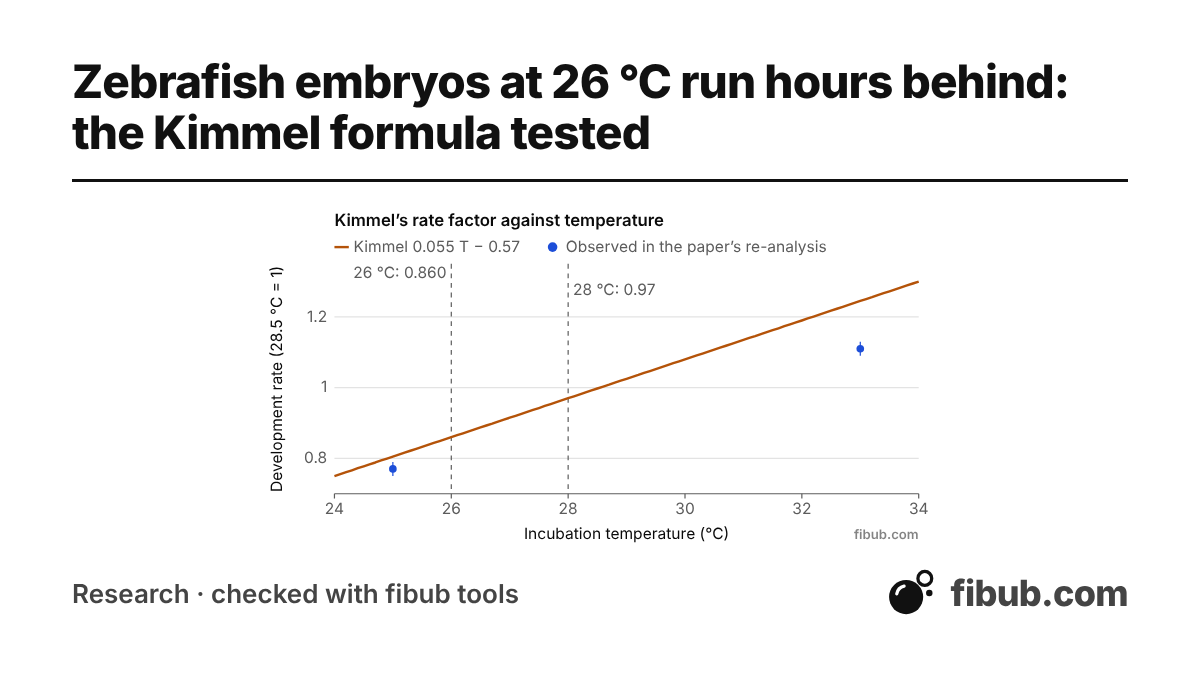 Zebrafish embryos at 26 °C run hours behind:
the Kimmel formula tested
Kimmel’s rate factor against temperature
Kimmel 0.055 T − 0.57
Observed in the paper’s re-analysis
26 °C: 0.860
28 °C: 0.97
Development rate (28.5 °C = 1)
1.2
1
0.8
24 26 28 30 32 34
Incubation temperature (°C)
fibub.com
Research · checked with fibub tools
fibub.com